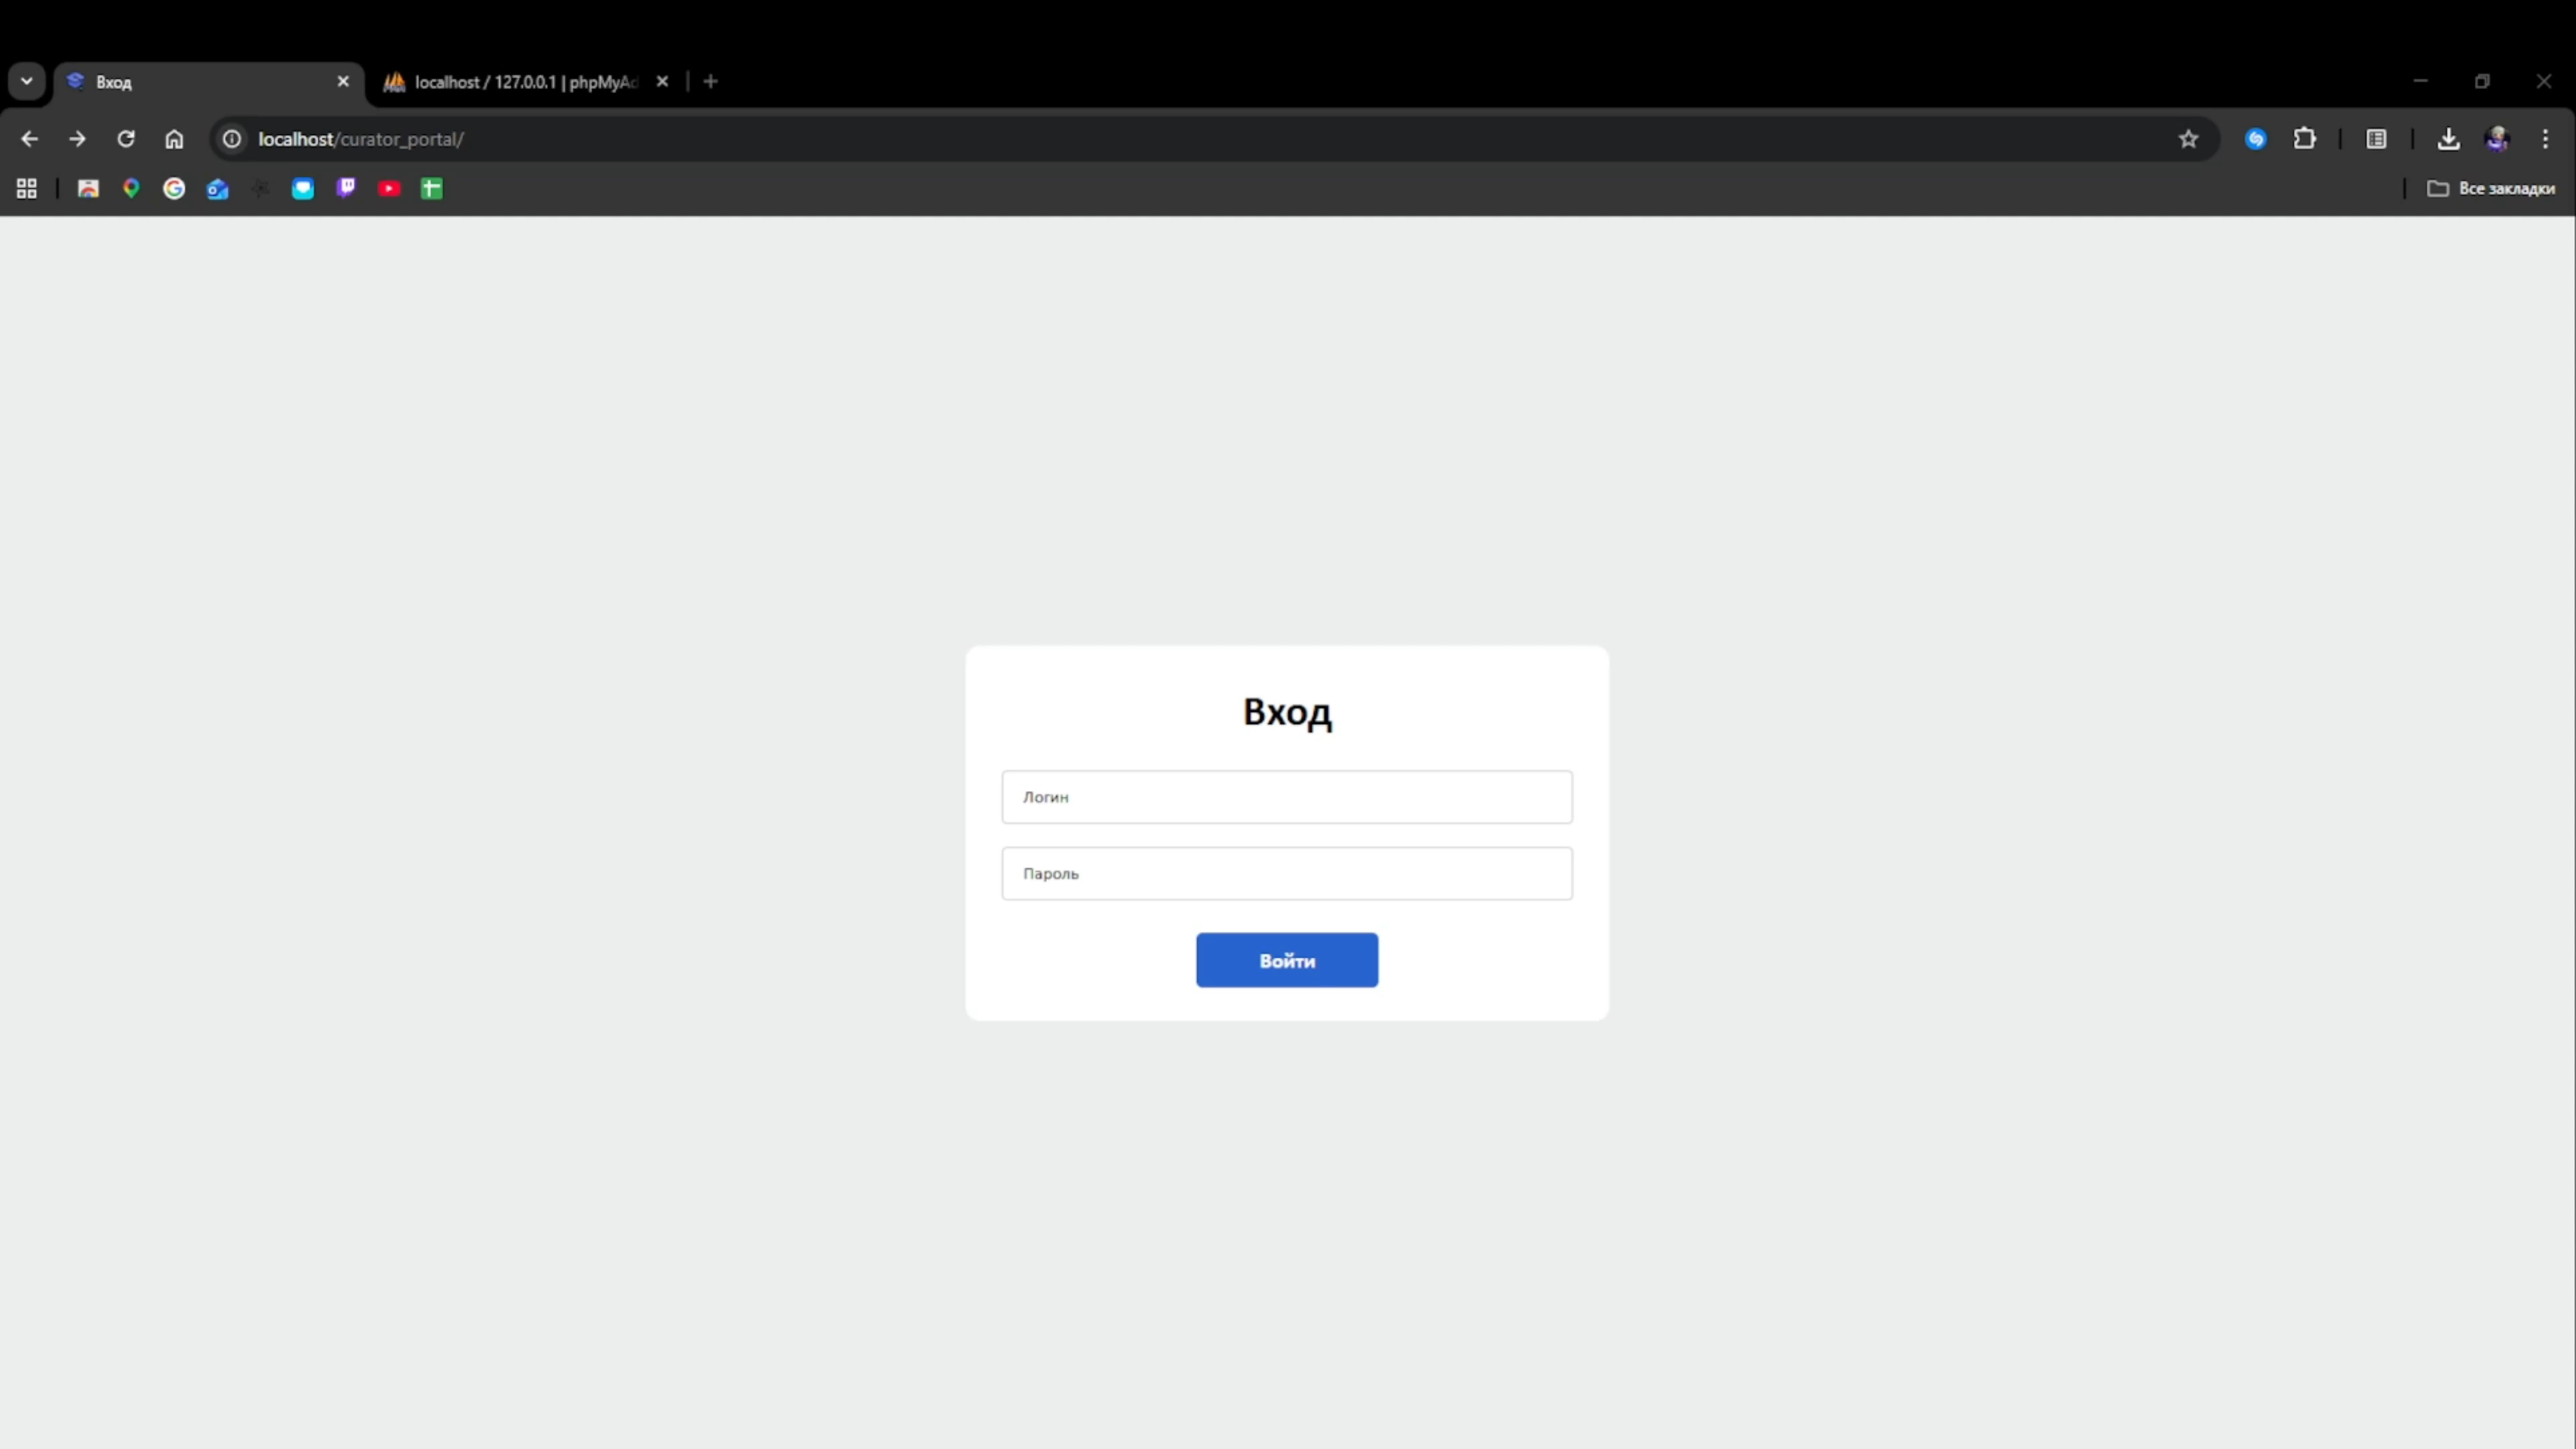 Вход
localhost / 127.0.0.1 | phpMyAd
localhost/curator_portal/
Все закладки
Вход
Логин
Пароль
Войти